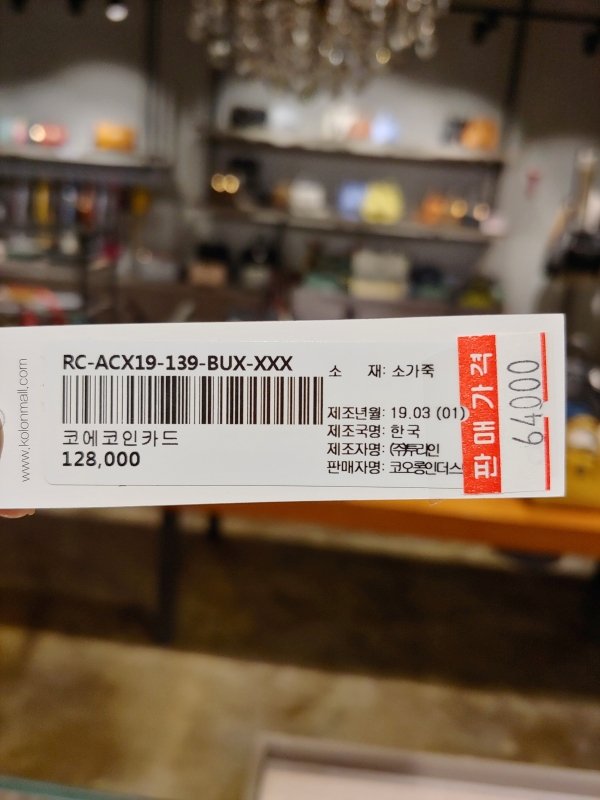 www.kolonmall.com
RC-ACX19-139-BUX-XXX
코에코인카드
128,000
소 재: 소가죽
제조년월: 19.03 (01)
제조국명: 한국
제조자명: (주)투라인
판매자명: 코오롱인더스
판매가격
64000